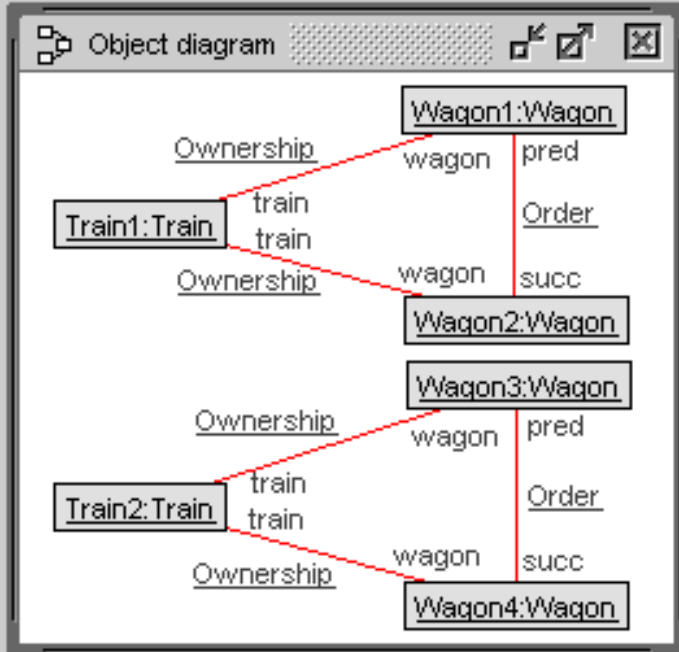 Object diagram
Wagon1:Wagon
Ownership
wagon
pred
train
Train1:Train
Order
train
Ownership
wagon
succ
Wagon2:Wagon
Wagon3:Wagon
Ownership
wagon
pred
train
Train2:Train
Order
train
wagon
succ
Ownership
Wagon4:Wagon